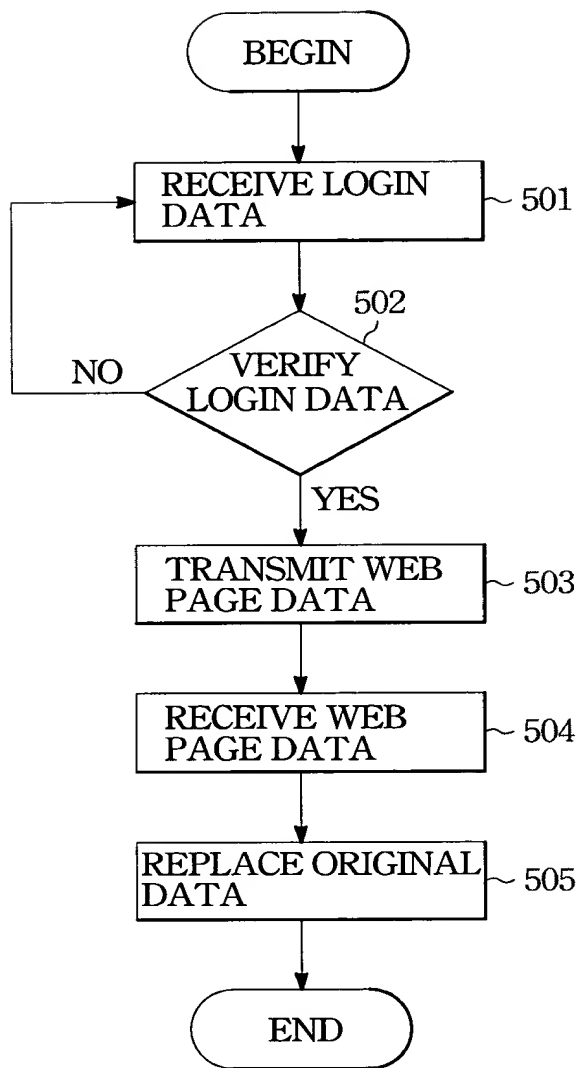 BEGIN
RECEIVE LOGIN
DATA
501
502
VERIFY
LOGIN DATA
NO
YES
TRANSMIT WEB
PAGE DATA
503
RECEIVE WEB
PAGE DATA
504
REPLACE ORIGINAL
DATA
505
END